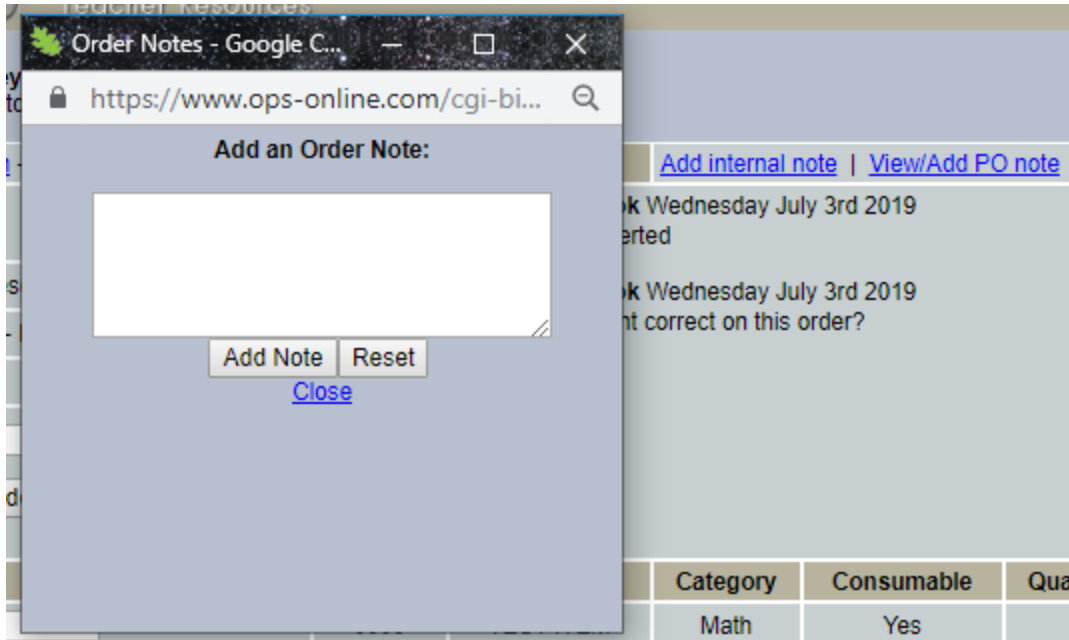 Teacher Resources
Order Notes - Google C...
https://www.ops-online.com/cgi-bi...
Add an Order Note:
Add Note Reset
Close
Add internal note | View/Add PO note
ok Wednesday July 3rd 2019
erted
ok Wednesday July 3rd 2019
nt correct on this order?
Category Consumable Qua
Math Yes